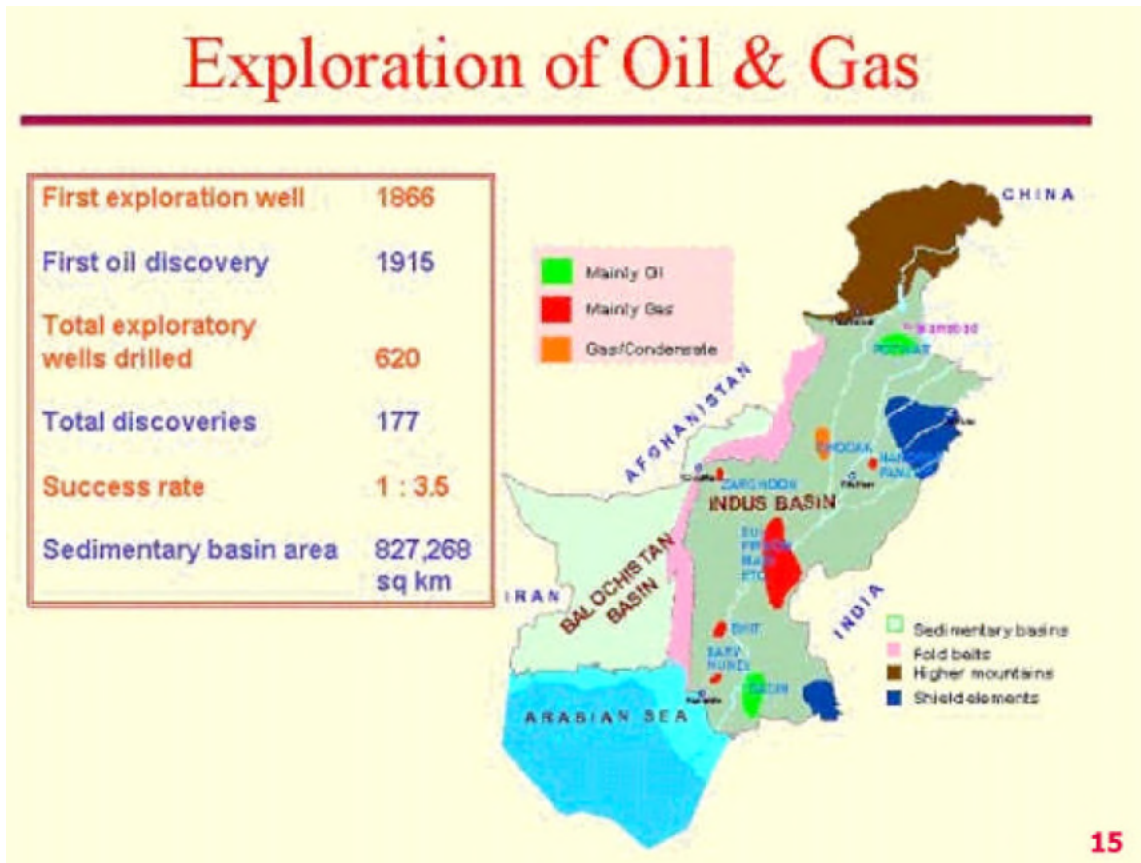 Exploration of Oil & Gas
First exploration well 1866
First oil discovery 1915
Total exploratory
wells drilled 620
Total discoveries 177
Success rate 1 : 3.5
Sedimentary basin area 827,268
sq km
Mainly Oil
Mainly Gas
Gas/Condensate
CHINA
AFGHANISTAN
Islamabad
ZARGHOON
INDUS BASIN
BALOCHISTAN
BASIN
IRAN
INDIA
BADIN
ARABIAN SEA
Sedimentary basins
Fold belts
Higher mountains
Shield elements
15